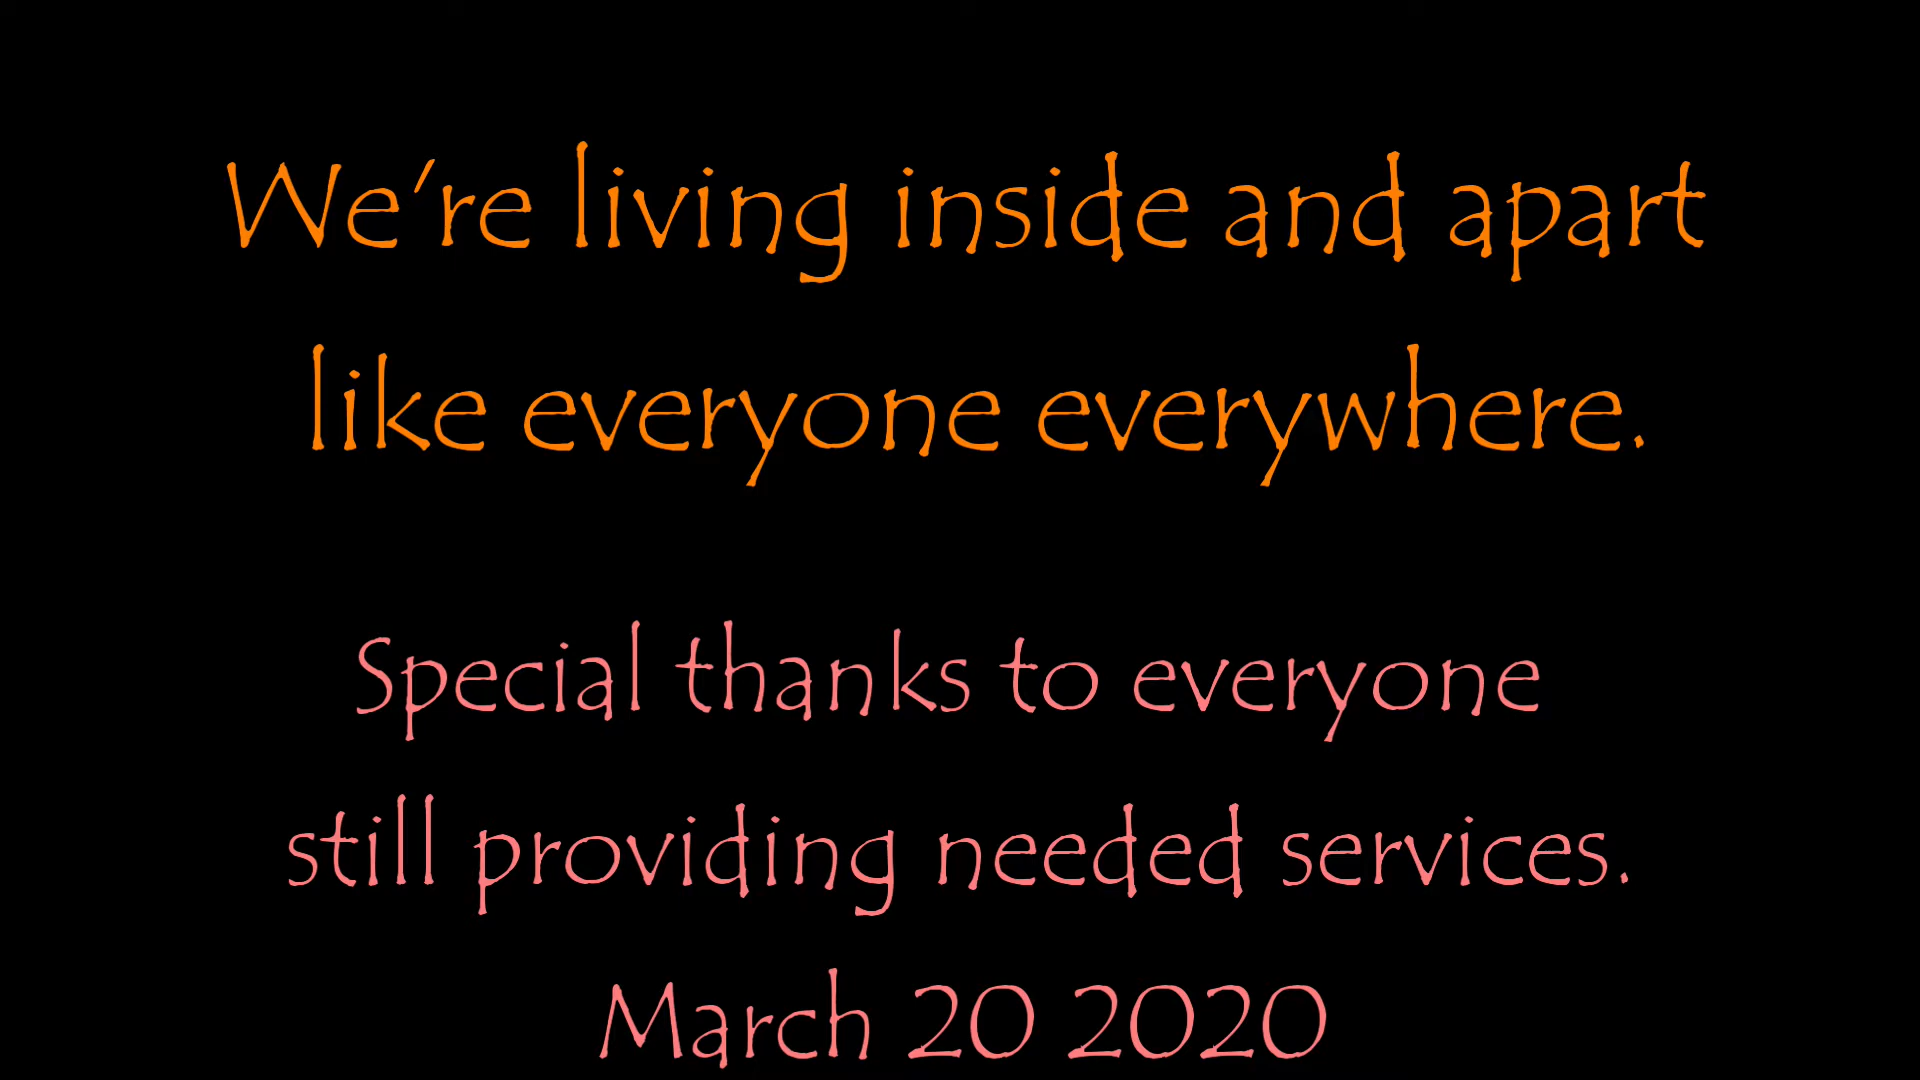 We're living inside and apart
like everyone everywhere.
Special thanks to everyone
still providing needed services.
March 20 2020